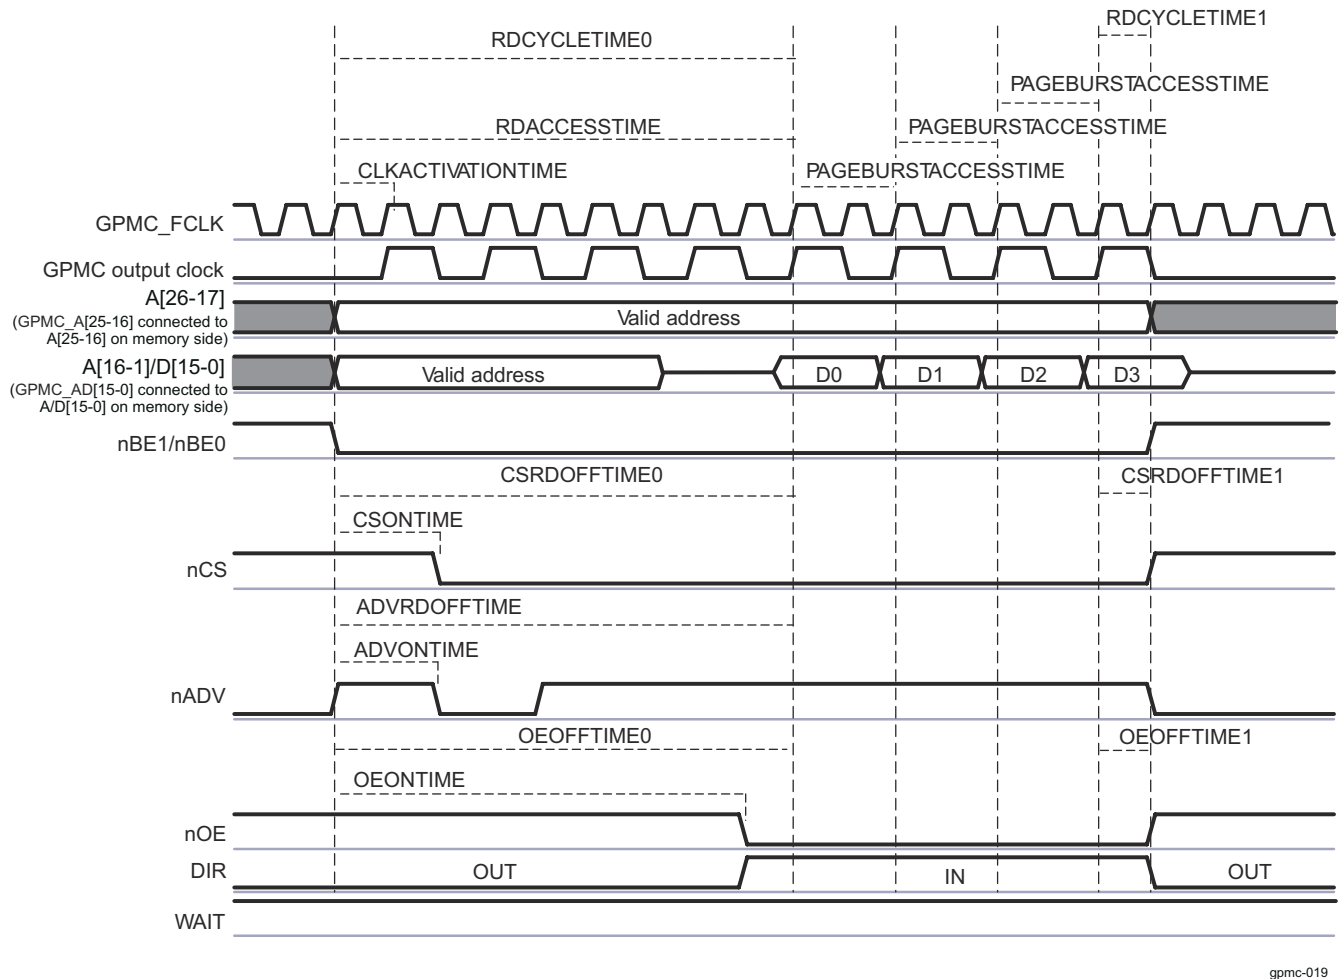 RDCYCLETIME1
RDCYCLETIME0
PAGEBURSTACCESSTIME
RDACCESSTIME
PAGEBURSTACCESSTIME
CLKACTIVATIONTIME
PAGEBURSTACCESSTIME
GPMC_FCLK
GPMC output clock
A[26-17]
(GPMC_A[25-16] connected to
A[25-16] on memory side)
Valid address
A[16-1]/D[15-0]
(GPMC_AD[15-0] connected to
A/D[15-0] on memory side)
Valid address
D0
D1
D2
D3
nBE1/nBE0
CSRDOFFTIME0
CSRDOFFTIME1
CSONTIME
nCS
ADVRDOFFTIME
ADVONTIME
nADV
OEOFFTIME0
OEOFFTIME1
OEONTIME
nOE
DIR
OUT
IN
OUT
WAIT
gpmc-019